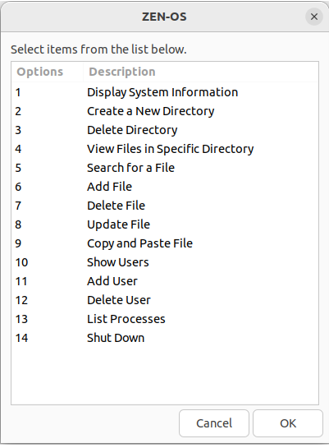 ZEN-OS
Select items from the list below.
Options Description
1 Display System Information
2 Create a New Directory
3 Delete Directory
4 View Files in Specific Directory
5 Search for a File
6 Add File
7 Delete File
8 Update File
9 Copy and Paste File
10 Show Users
11 Add User
12 Delete User
13 List Processes
14 Shut Down
Cancel OK